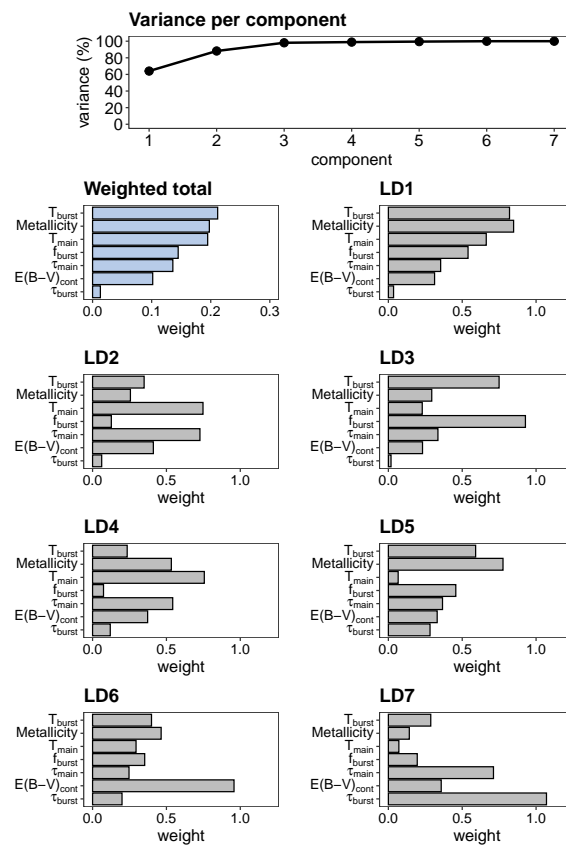 Variance per component
variance (%)
100
80
60
40
20
0
1 2 3 4 5 6 7
component
Weighted total
T_burst
Metallicity
T_main
f_burst
τ_main
E(B−V)_cont
τ_burst
0.0 0.1 0.2 0.3
weight
LD1
T_burst
Metallicity
T_main
f_burst
τ_main
E(B−V)_cont
τ_burst
0.0 0.5 1.0
weight
LD2
T_burst
Metallicity
T_main
f_burst
τ_main
E(B−V)_cont
τ_burst
0.0 0.5 1.0
weight
LD3
T_burst
Metallicity
T_main
f_burst
τ_main
E(B−V)_cont
τ_burst
0.0 0.5 1.0
weight
LD4
T_burst
Metallicity
T_main
f_burst
τ_main
E(B−V)_cont
τ_burst
0.0 0.5 1.0
weight
LD5
T_burst
Metallicity
T_main
f_burst
τ_main
E(B−V)_cont
τ_burst
0.0 0.5 1.0
weight
LD6
T_burst
Metallicity
T_main
f_burst
τ_main
E(B−V)_cont
τ_burst
0.0 0.5 1.0
weight
LD7
T_burst
Metallicity
T_main
f_burst
τ_main
E(B−V)_cont
τ_burst
0.0 0.5 1.0
weight